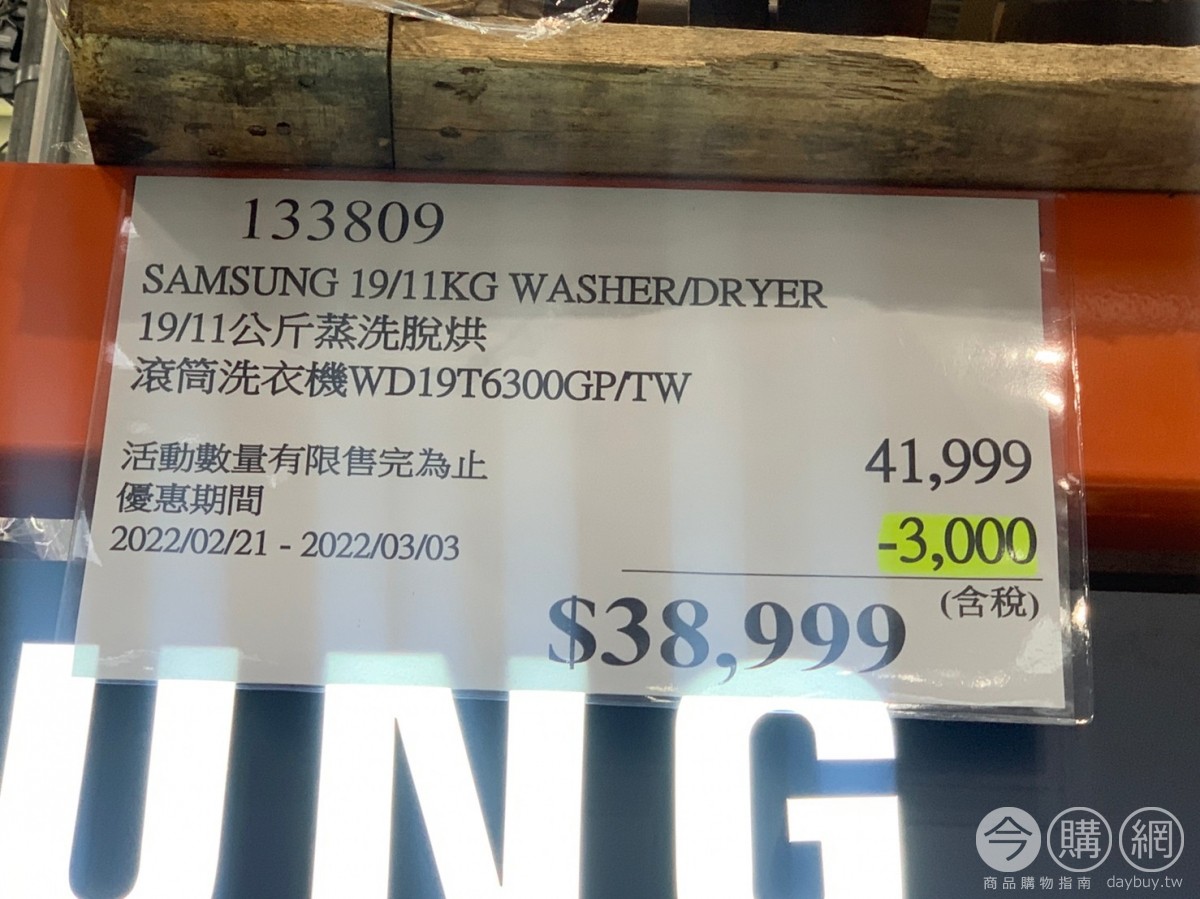 133809
SAMSUNG 19/11KG WASHER/DRYER
19/11公斤蒸洗脫烘
滾筒洗衣機WD19T6300GP/TW
活動數量有限售完為止
41,999
優惠期間
-3,000
2022/02/21 - 2022/03/03
(含稅)
$38,999
UNG
今購網
商品購物指南 daybuy.tw